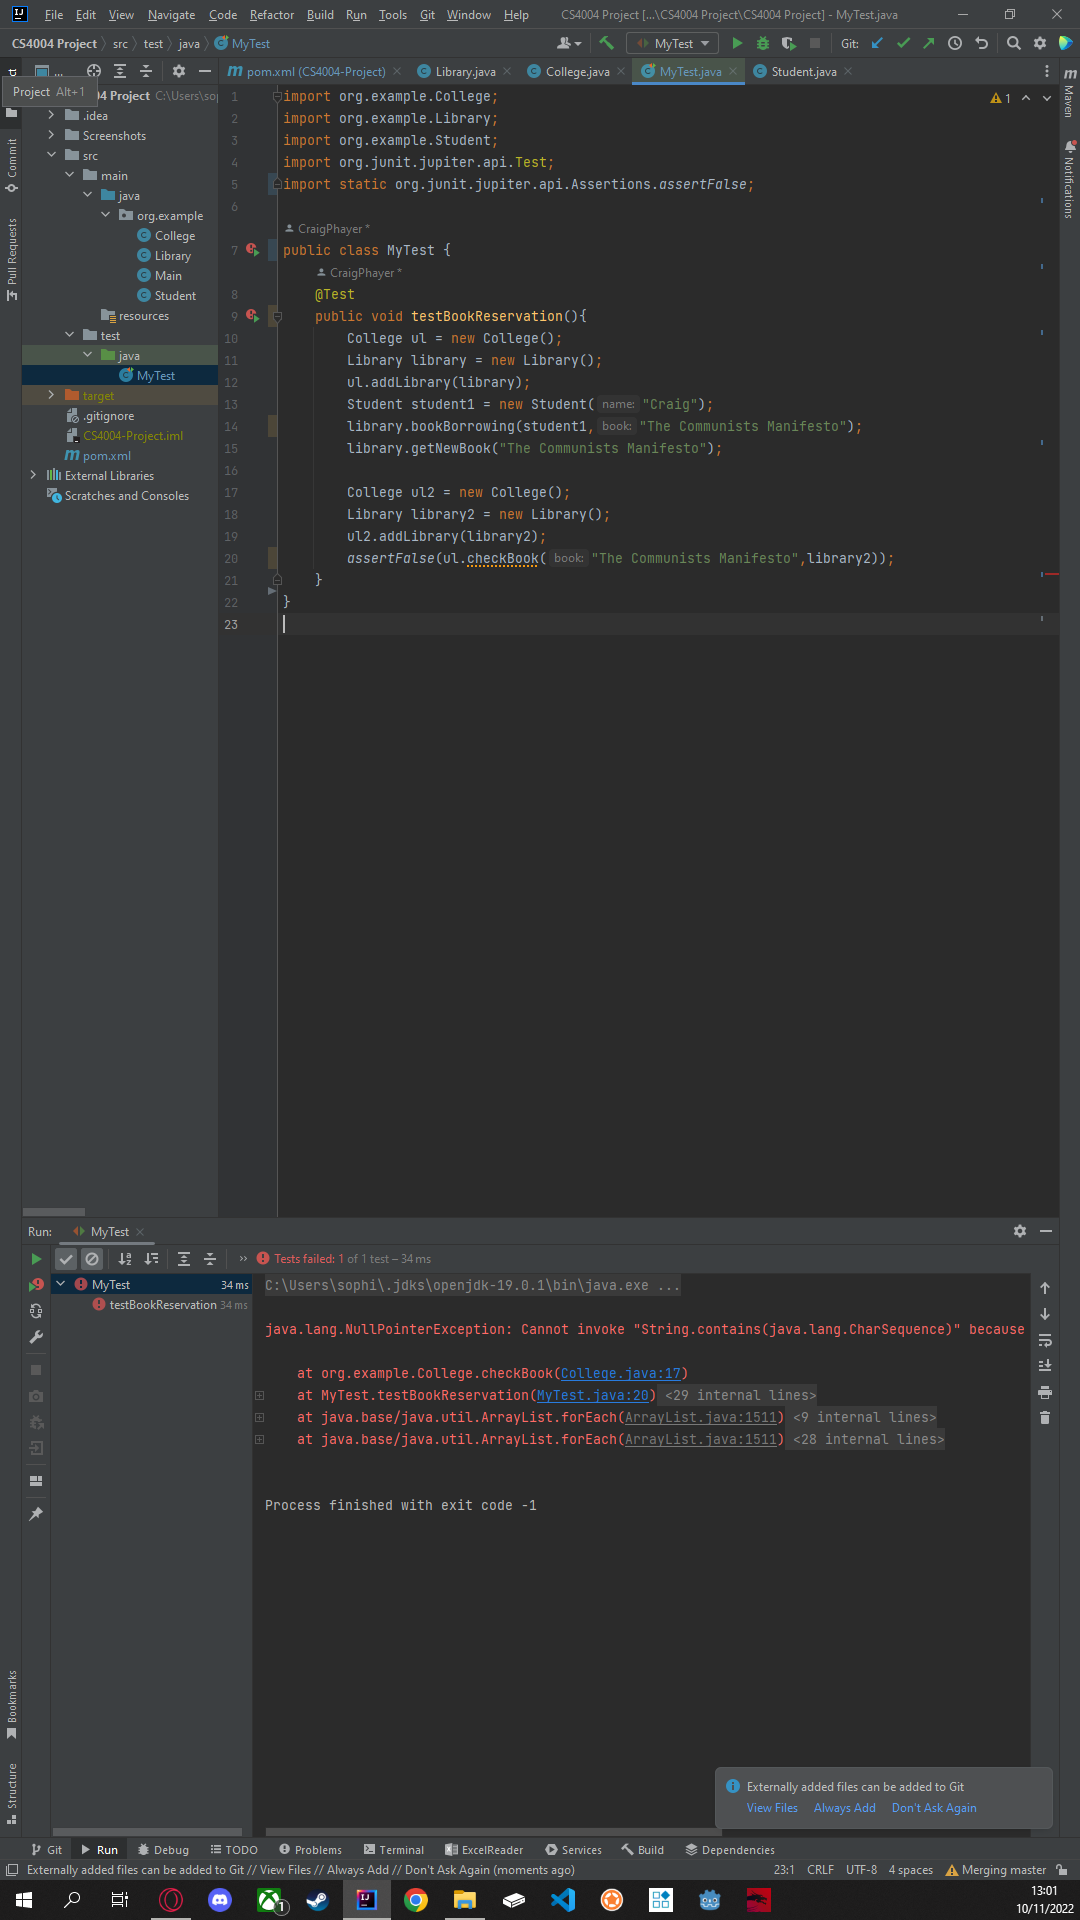 File Edit View Navigate Code Refactor Build Run Tools Git Window Help CS4004 Project [...\CS4004 Project\CS4004 Project] - MyTest.java
CS4004 Project src test java MyTest MyTest Git:
... pom.xml (CS4004-Project) Library.java College.java MyTest.java Student.java
Project Alt+1
04 Project C:\Users\sop
.idea
Screenshots
src
main
java
org.example
College
Library
Main
Student
resources
test
java
MyTest
target
.gitignore
CS4004-Project.iml
pom.xml
External Libraries
Scratches and Consoles
Commit
Pull Requests
Maven
Notifications
1
1 import org.example.College;
2 import org.example.Library;
3 import org.example.Student;
4 import org.junit.jupiter.api.Test;
5 import static org.junit.jupiter.api.Assertions.assertFalse;
6
CraigPhayer *
7 public class MyTest {
CraigPhayer *
8 @Test
9 public void testBookReservation(){
10 College ul = new College();
11 Library library = new Library();
12 ul.addLibrary(library);
13 Student student1 = new Student( name: "Craig");
14 library.bookBorrowing(student1, book: "The Communists Manifesto");
15 library.getNewBook("The Communists Manifesto");
16
17 College ul2 = new College();
18 Library library2 = new Library();
19 ul2.addLibrary(library2);
20 assertFalse(ul.checkBook( book: "The Communists Manifesto",library2));
21 }
22 }
23
Run: MyTest
Tests failed: 1 of 1 test – 34 ms
MyTest 34 ms
testBookReservation 34 ms
C:\Users\sophi\.jdks\openjdk-19.0.1\bin\java.exe ...
java.lang.NullPointerException: Cannot invoke "String.contains(java.lang.CharSequence)" because
at org.example.College.checkBook(College.java:17)
at MyTest.testBookReservation(MyTest.java:20) <29 internal lines>
at java.base/java.util.ArrayList.forEach(ArrayList.java:1511) <9 internal lines>
at java.base/java.util.ArrayList.forEach(ArrayList.java:1511) <28 internal lines>
Process finished with exit code -1
Bookmarks
Structure
Externally added files can be added to Git
View Files Always Add Don't Ask Again
Git Run Debug TODO Problems Terminal ExcelReader Services Build Dependencies
Externally added files can be added to Git // View Files // Always Add // Don't Ask Again (moments ago) 23:1 CRLF UTF-8 4 spaces Merging master
1
13:01
10/11/2022